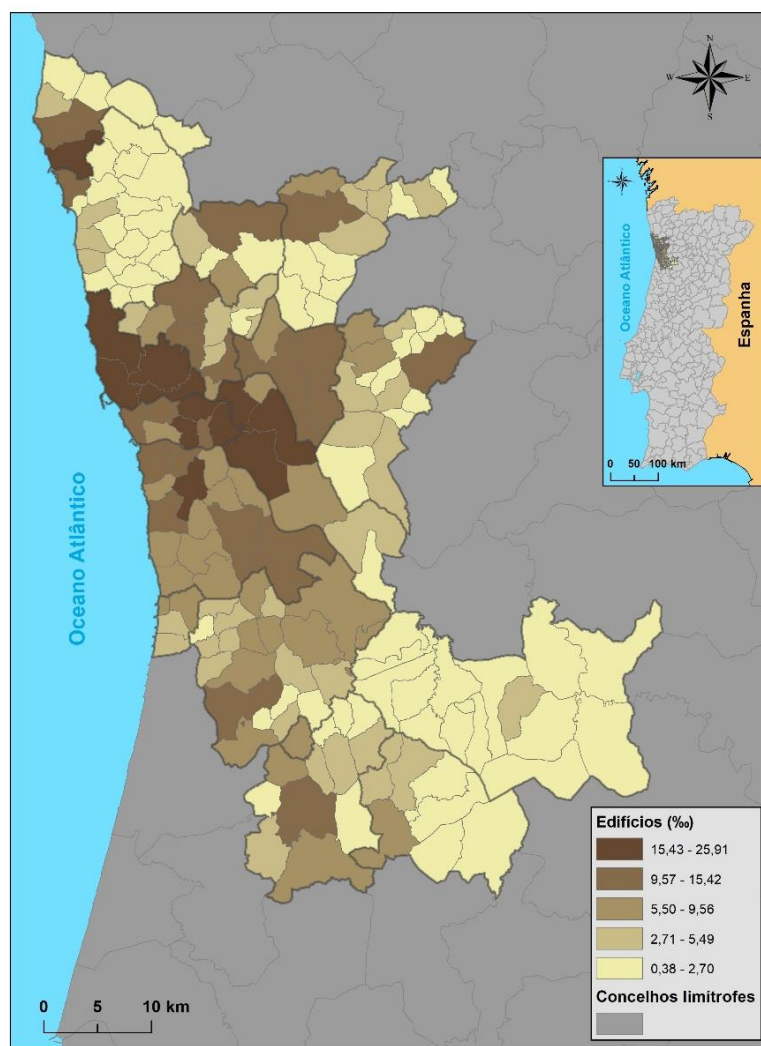 N
W
E
S
Oceano Atlântico
Oceano Atlântico
Espanha
0 50 100 km
Edifícios (‰)
15,43 - 25,91
9,57 - 15,42
5,50 - 9,56
2,71 - 5,49
0,38 - 2,70
Concelhos limítrofes
0 5 10 km